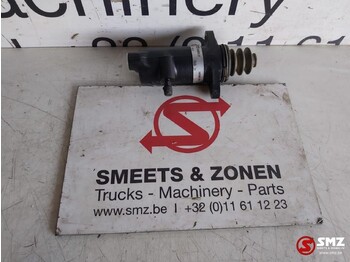 SMEETS & ZONEN
Trucks - Machinery - Parts
www.smz.be I +32 (0)11 61 12 23
SMZ